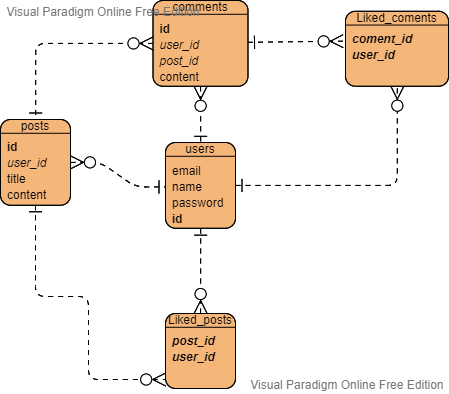 Visual Paradigm Online Free Edition
comments
id
user_id
post_id
content
Liked_coments
coment_id
user_id
posts
id
user_id
title
content
users
email
name
password
id
Liked_posts
post_id
user_id
Visual Paradigm Online Free Edition